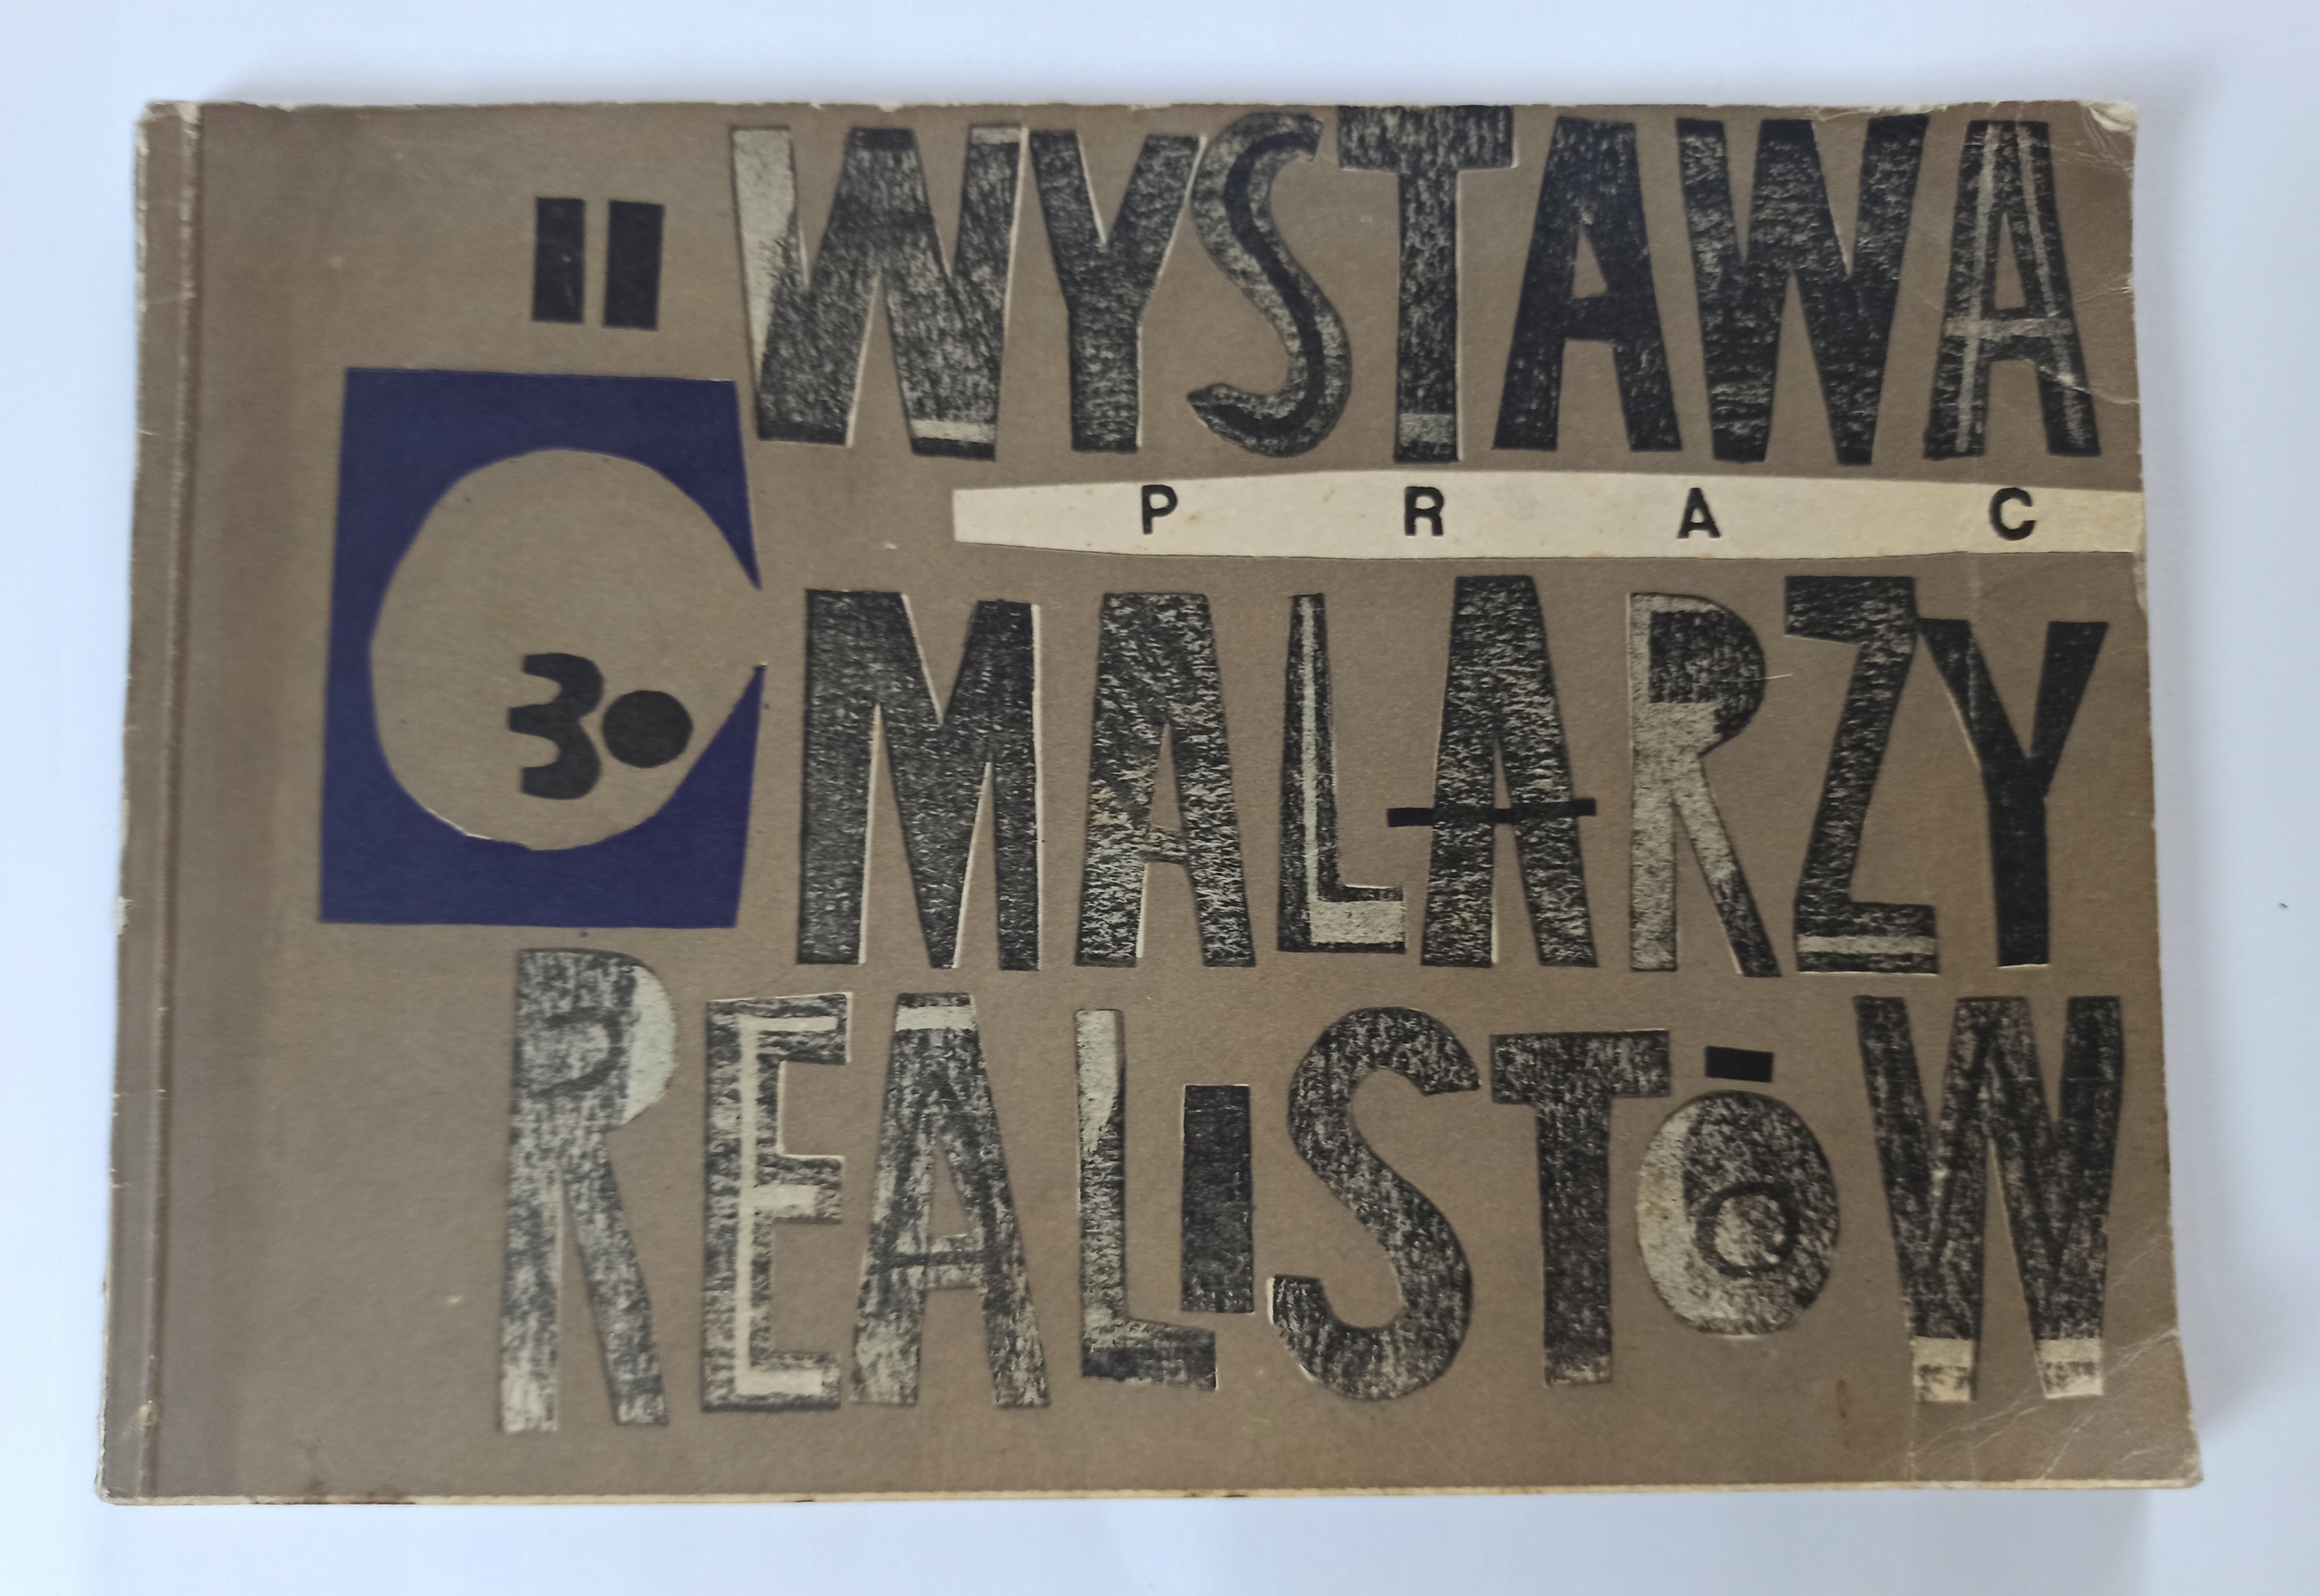 II WYSTAWA
PRAC
30
MALARZY
REALISTÓW